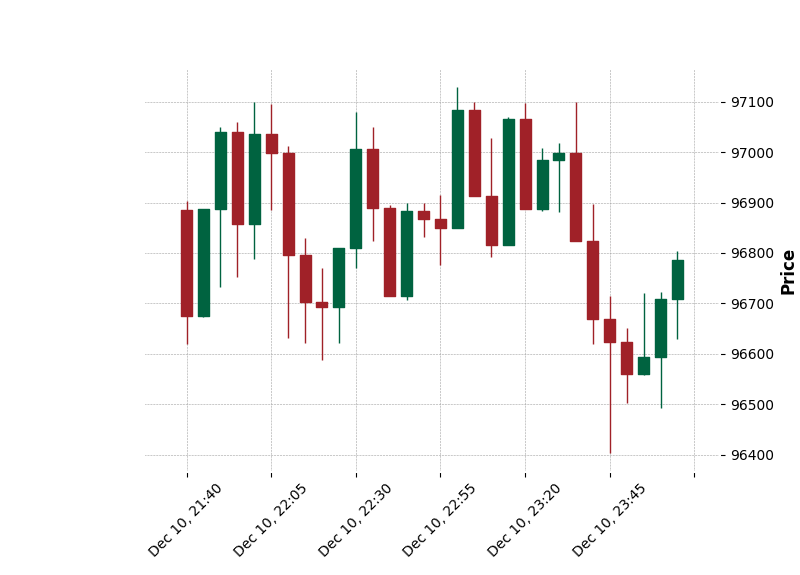 97100
97000
96900
96800
96700
96600
96500
96400
Price
Dec 10, 21:40
Dec 10, 22:05
Dec 10, 22:30
Dec 10, 22:55
Dec 10, 23:20
Dec 10, 23:45